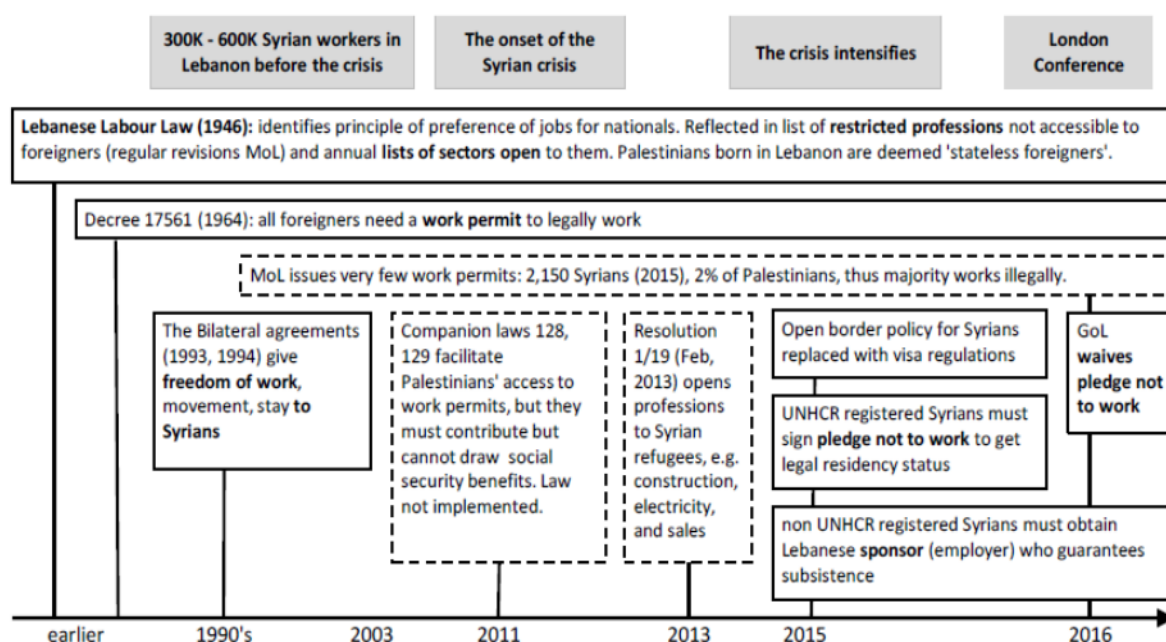 300K - 600K Syrian workers in
Lebanon before the crisis
The onset of the
Syrian crisis
The crisis intensifies
London
Conference
Lebanese Labour Law (1946): identifies principle of preference of jobs for nationals. Reflected in list of restricted professions not accessible to
foreigners (regular revisions MoL) and annual lists of sectors open to them. Palestinians born in Lebanon are deemed 'stateless foreigners'.
Decree 17561 (1964): all foreigners need a work permit to legally work
MoL issues very few work permits: 2,150 Syrians (2015), 2% of Palestinians, thus majority works illegally.
The Bilateral agreements
(1993, 1994) give
freedom of work,
movement, stay to
Syrians
Companion laws 128,
129 facilitate
Palestinians' access to
work permits, but they
must contribute but
cannot draw social
security benefits. Law
not implemented.
Resolution
1/19 (Feb,
2013) opens
professions
to Syrian
refugees, e.g.
construction,
electricity,
and sales
Open border policy for Syrians
replaced with visa regulations
UNHCR registered Syrians must
sign pledge not to work to get
legal residency status
non UNHCR registered Syrians must obtain
Lebanese sponsor (employer) who guarantees
subsistence
GoL
waives
pledge not
to work
earlier
1990's
2003
2011
2013
2015
2016